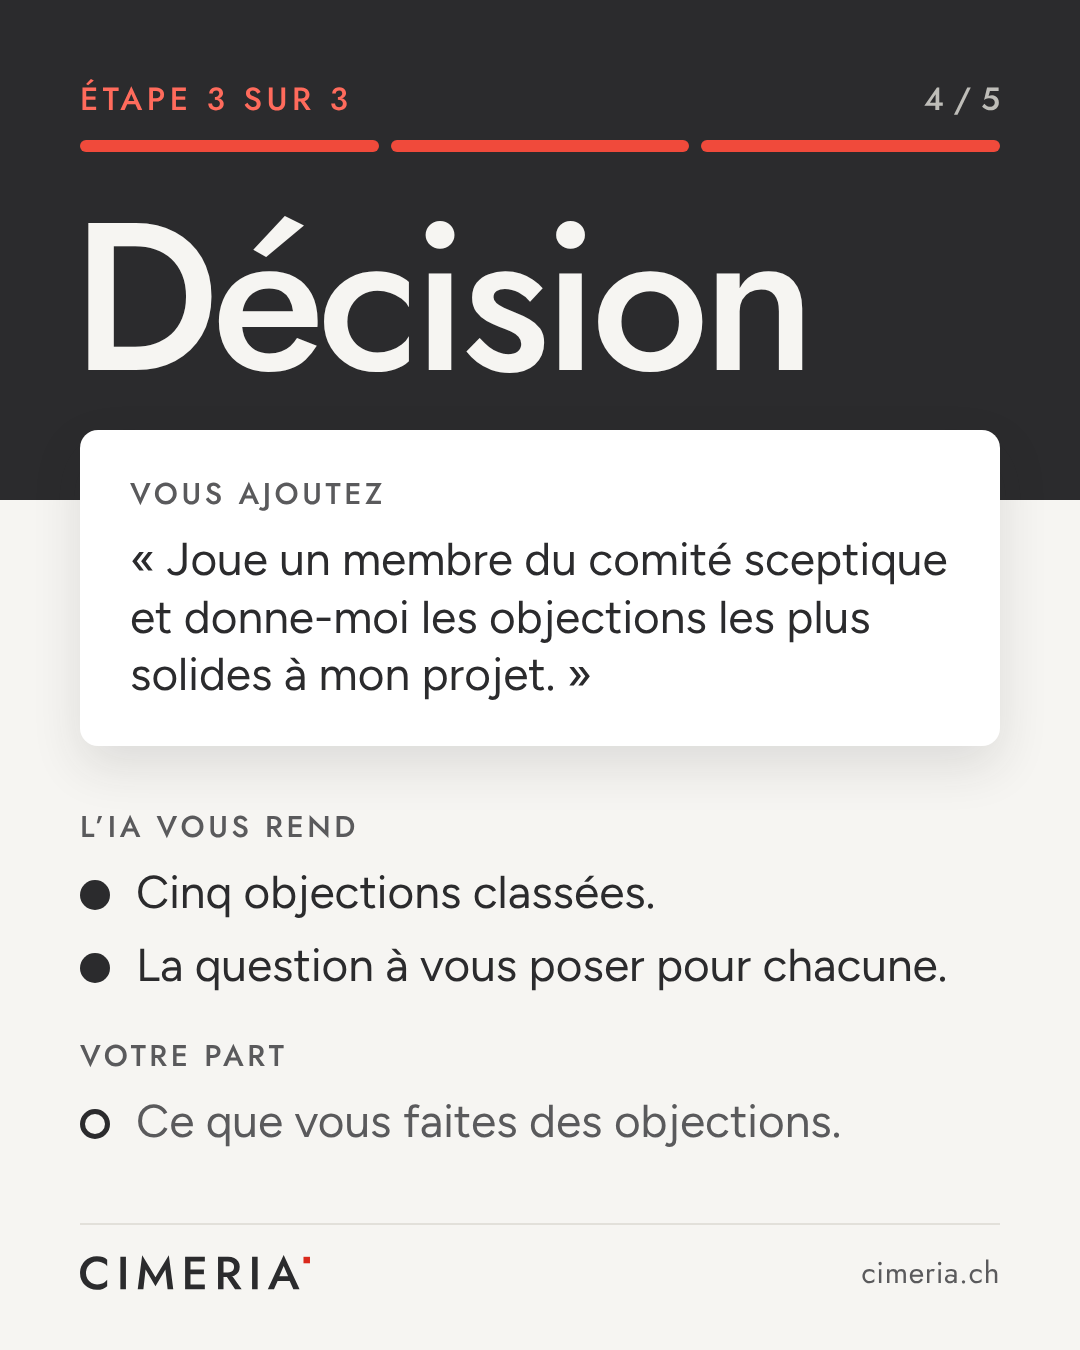 ÉTAPE 3 SUR 3
4 / 5
Décision
VOUS AJOUTEZ
« Joue un membre du comité sceptique
et donne-moi les objections les plus
solides à mon projet. »
L’IA VOUS REND
Cinq objections classées.
La question à vous poser pour chacune.
VOTRE PART
Ce que vous faites des objections.
CIMERIA
cimeria.ch